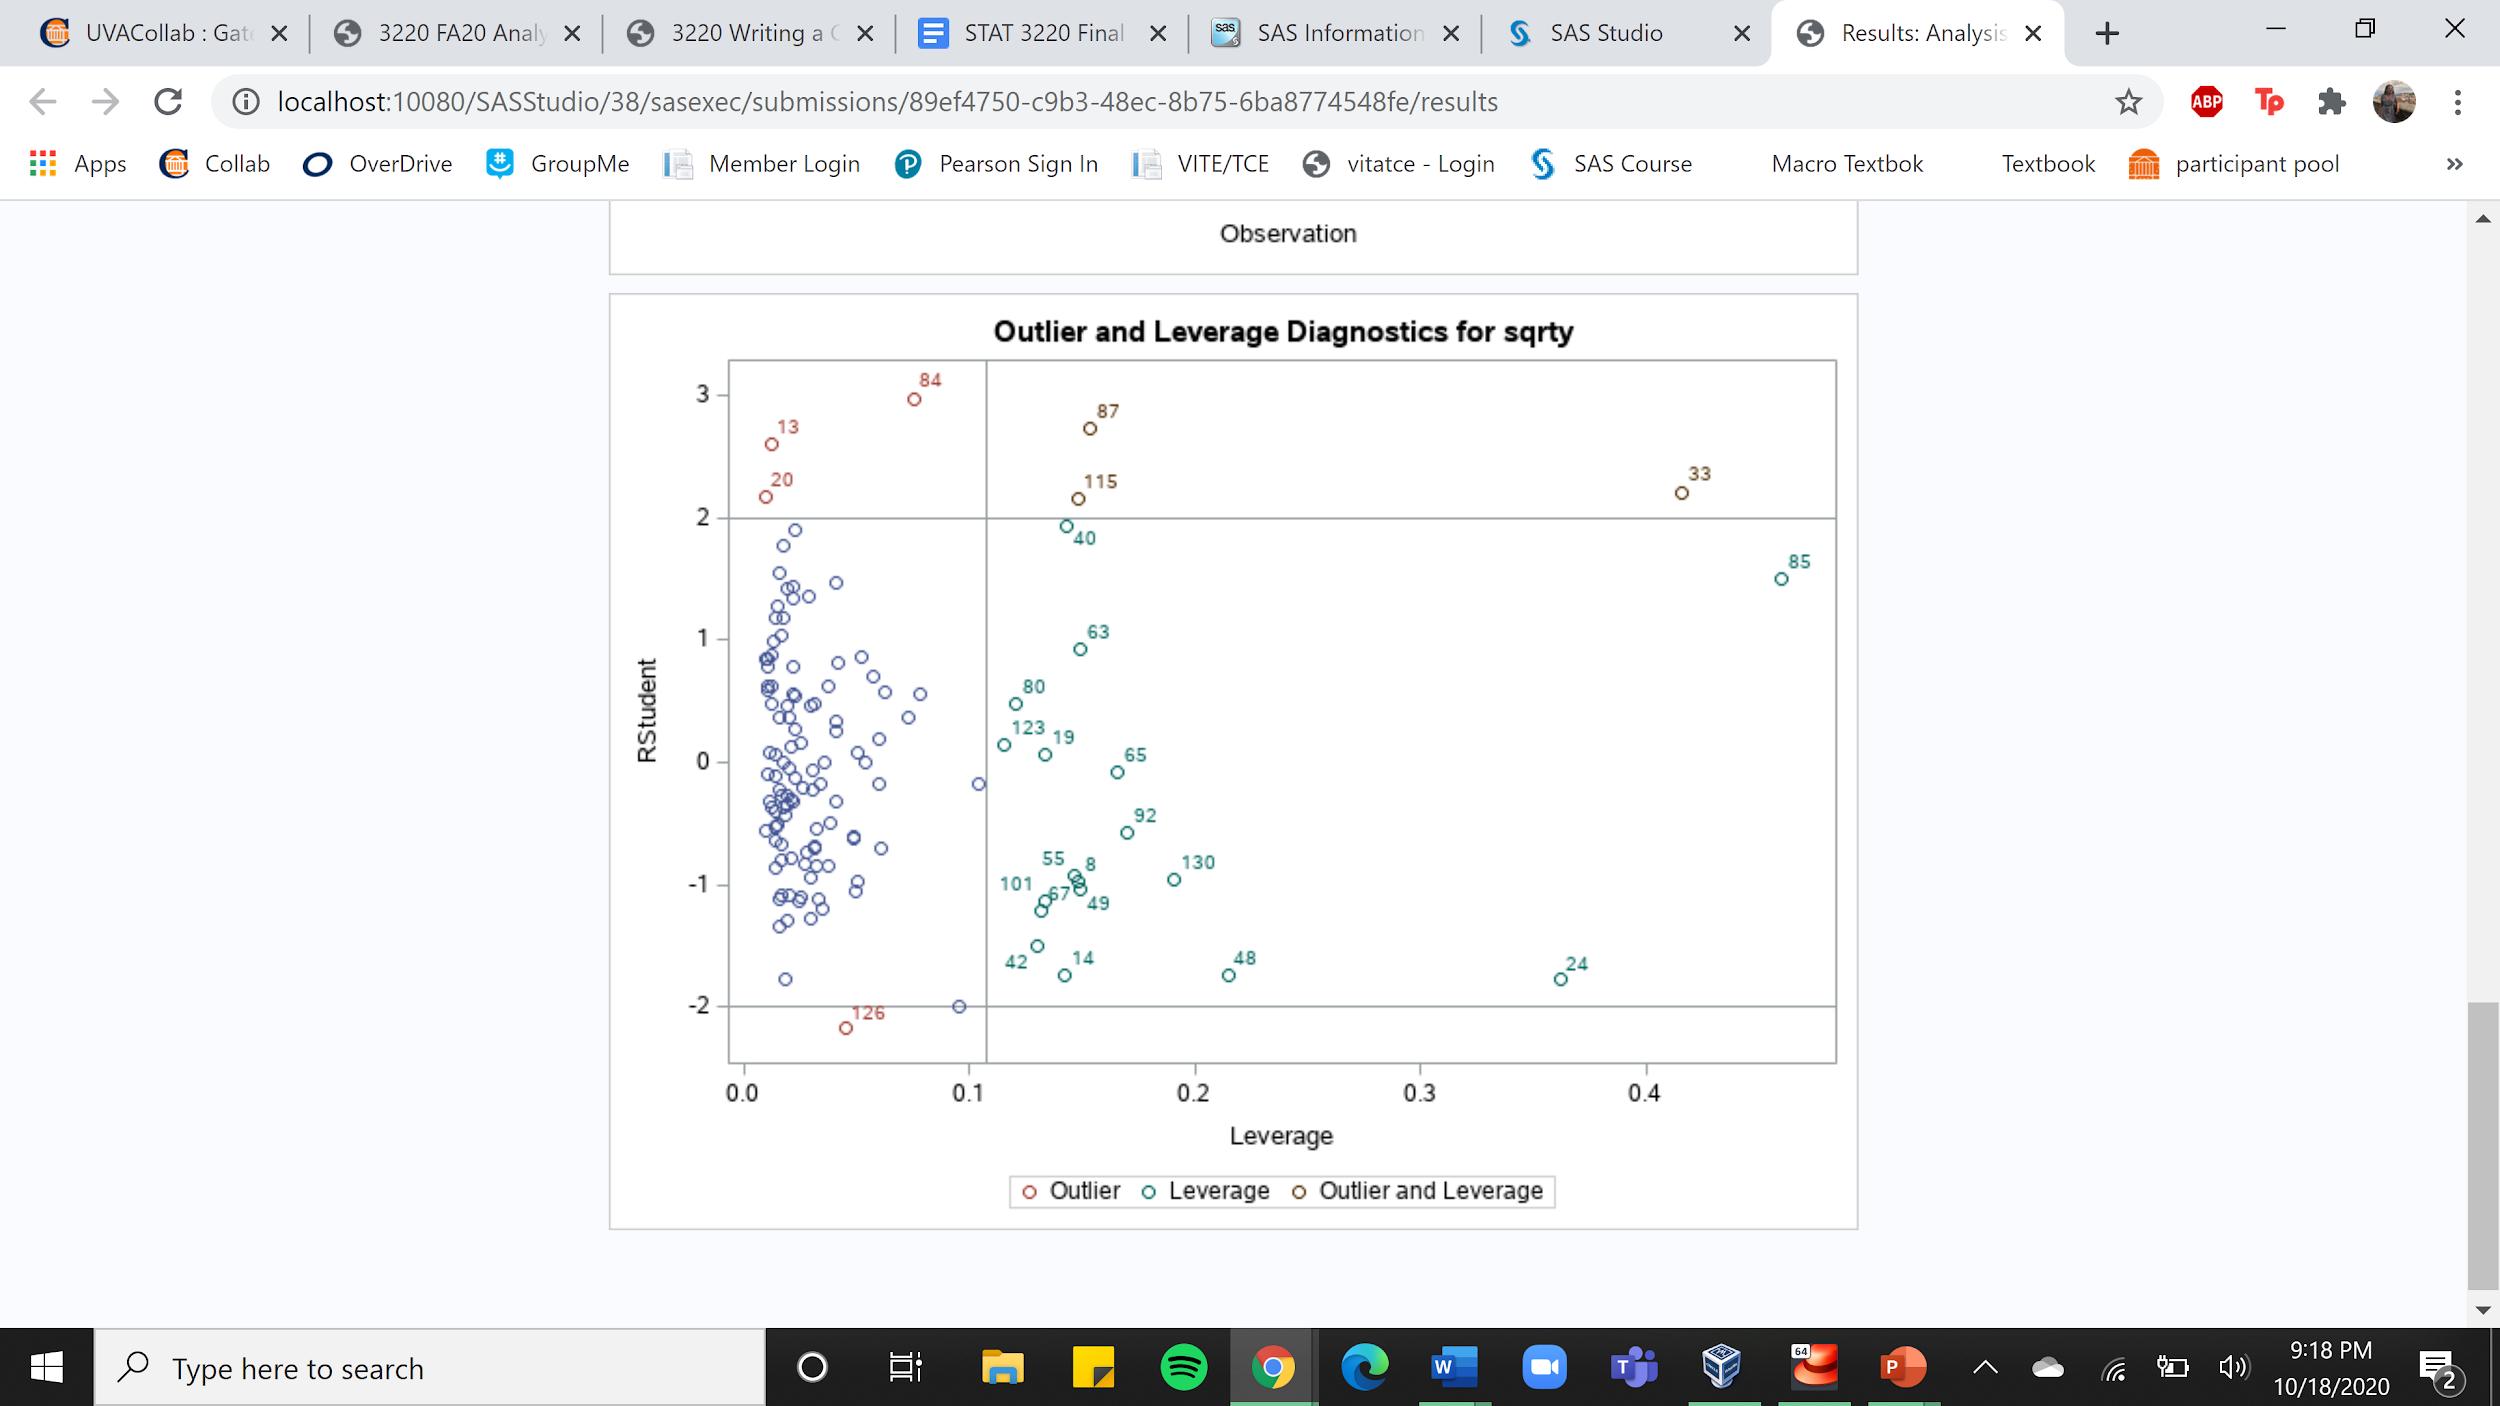 UVACollab : Gat
3220 FA20 Analy
3220 Writing a C
STAT 3220 Final
SAS Information
SAS Studio
Results: Analysis
localhost:10080/SASStudio/38/sasexec/submissions/89ef4750-c9b3-48ec-8b75-6ba8774548fe/results
ABP
Tp
Apps
Collab
OverDrive
GroupMe
Member Login
Pearson Sign In
VITE/TCE
vitatce - Login
SAS Course
Macro Textbok
Textbook
participant pool
»
Observation
Outlier and Leverage Diagnostics for sqrty
3
2
1
0
-1
-2
RStudent
84
13
20
87
115
33
40
85
63
80
123
19
65
92
55
8
130
101
67
49
42
14
48
24
126
0.0
0.1
0.2
0.3
0.4
Leverage
Outlier
Leverage
Outlier and Leverage
Type here to search
64
9:18 PM
10/18/2020
2